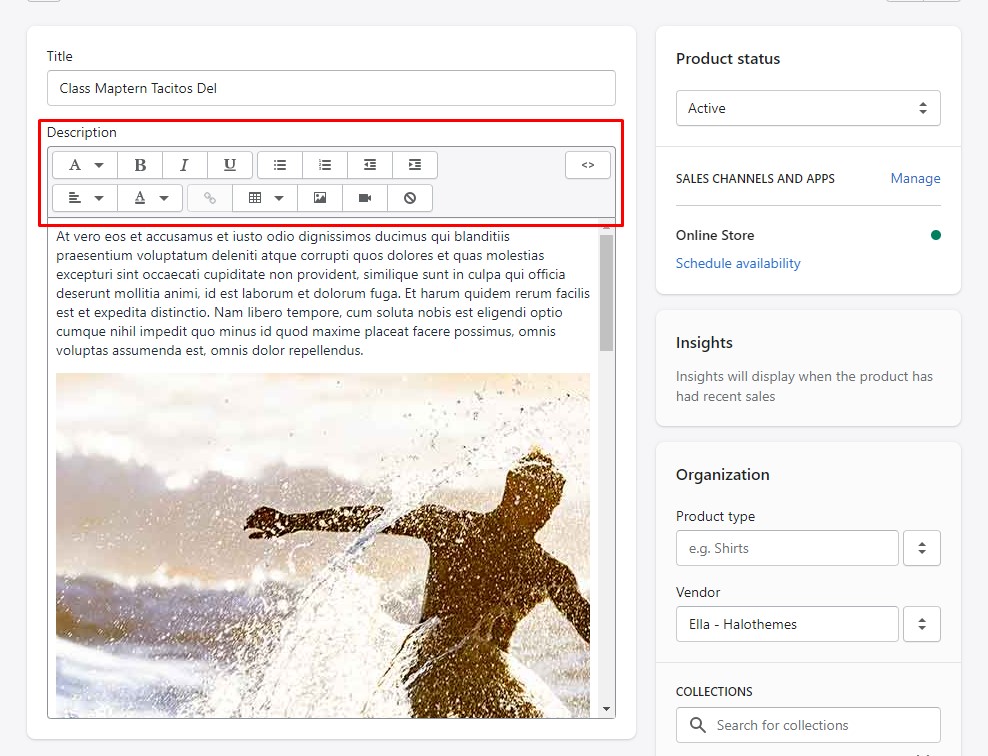 Title
Class Maptern Tacitos Del
Description
A
B
I
U
<>
A
At vero eos et accusamus et iusto odio dignissimos ducimus qui blanditiis
praesentium voluptatum deleniti atque corrupti quos dolores et quas molestias
excepturi sint occaecati cupiditate non provident, similique sunt in culpa qui officia
deserunt mollitia animi, id est laborum et dolorum fuga. Et harum quidem rerum facilis
est et expedita distinctio. Nam libero tempore, cum soluta nobis est eligendi optio
cumque nihil impedit quo minus id quod maxime placeat facere possimus, omnis
voluptas assumenda est, omnis dolor repellendus.
Product status
Active
SALES CHANNELS AND APPS
Manage
Online Store
Schedule availability
Insights
Insights will display when the product has
had recent sales
Organization
Product type
e.g. Shirts
Vendor
Ella - Halothemes
COLLECTIONS
Search for collections